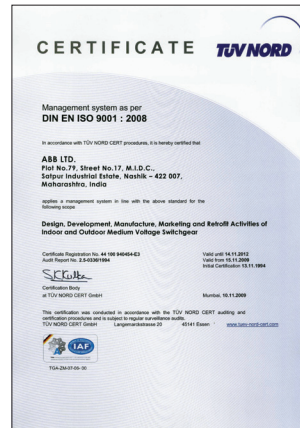 CERTIFICATE
TÜV NORD
Management system as per
DIN EN ISO 9001 : 2008
In accordance with TÜV NORD CERT procedures, it is hereby certified that
ABB LTD.
Plot No.79, Street No.17, M.I.D.C.,
Satpur Industrial Estate, Nashik – 422 007,
Maharashtra, India
applies a management system in line with the above standard for the
following scope
Design, Development, Manufacture, Marketing and Retrofit Activities of
Indoor and Outdoor Medium Voltage Switchgear
Certificate Registration No. 44 100 940454-E3
Audit Report No. 2.5-0336/1994
Valid until 14.11.2012
Valid from 15.11.2009
Initial Certification 13.11.1994
Certification Body
at TÜV NORD CERT GmbH
Mumbai, 10.11.2009
This certification was conducted in accordance with the TÜV NORD CERT auditing and
certification procedures and is subject to regular surveillance audits.
TÜV NORD CERT GmbH Langemarckstrasse 20 45141 Essen www.tuev-nord-cert.com
IAF
TGA-ZM-07-06-00